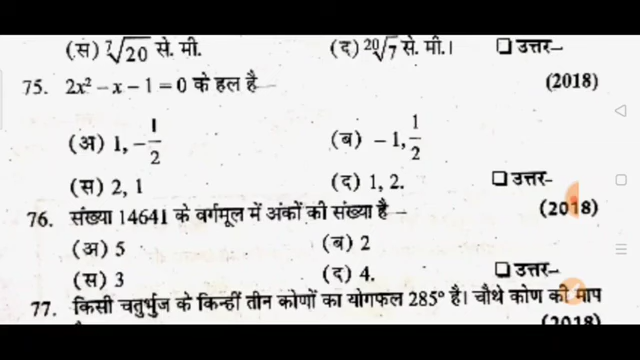 (स) ⁷√20 से. मी. (द) ²⁰√7 से. मी.। ❏ उत्तर–
75. 2x² – x – 1 = 0 के हल है – (2018)
(अ) 1, –1/2 (ब) – 1, 1/2
(स) 2, 1 (द) 1, 2. ❏ उत्तर–
76. संख्या 14641 के वर्गमूल में अंकों की संख्या है – (2018)
(अ) 5 (ब) 2
(स) 3 (द) 4. ❏ उत्तर–
77. किसी चतुर्भुज के किन्हीं तीन कोणों का योगफल 285° है। चौथे कोण की माप
(2018)